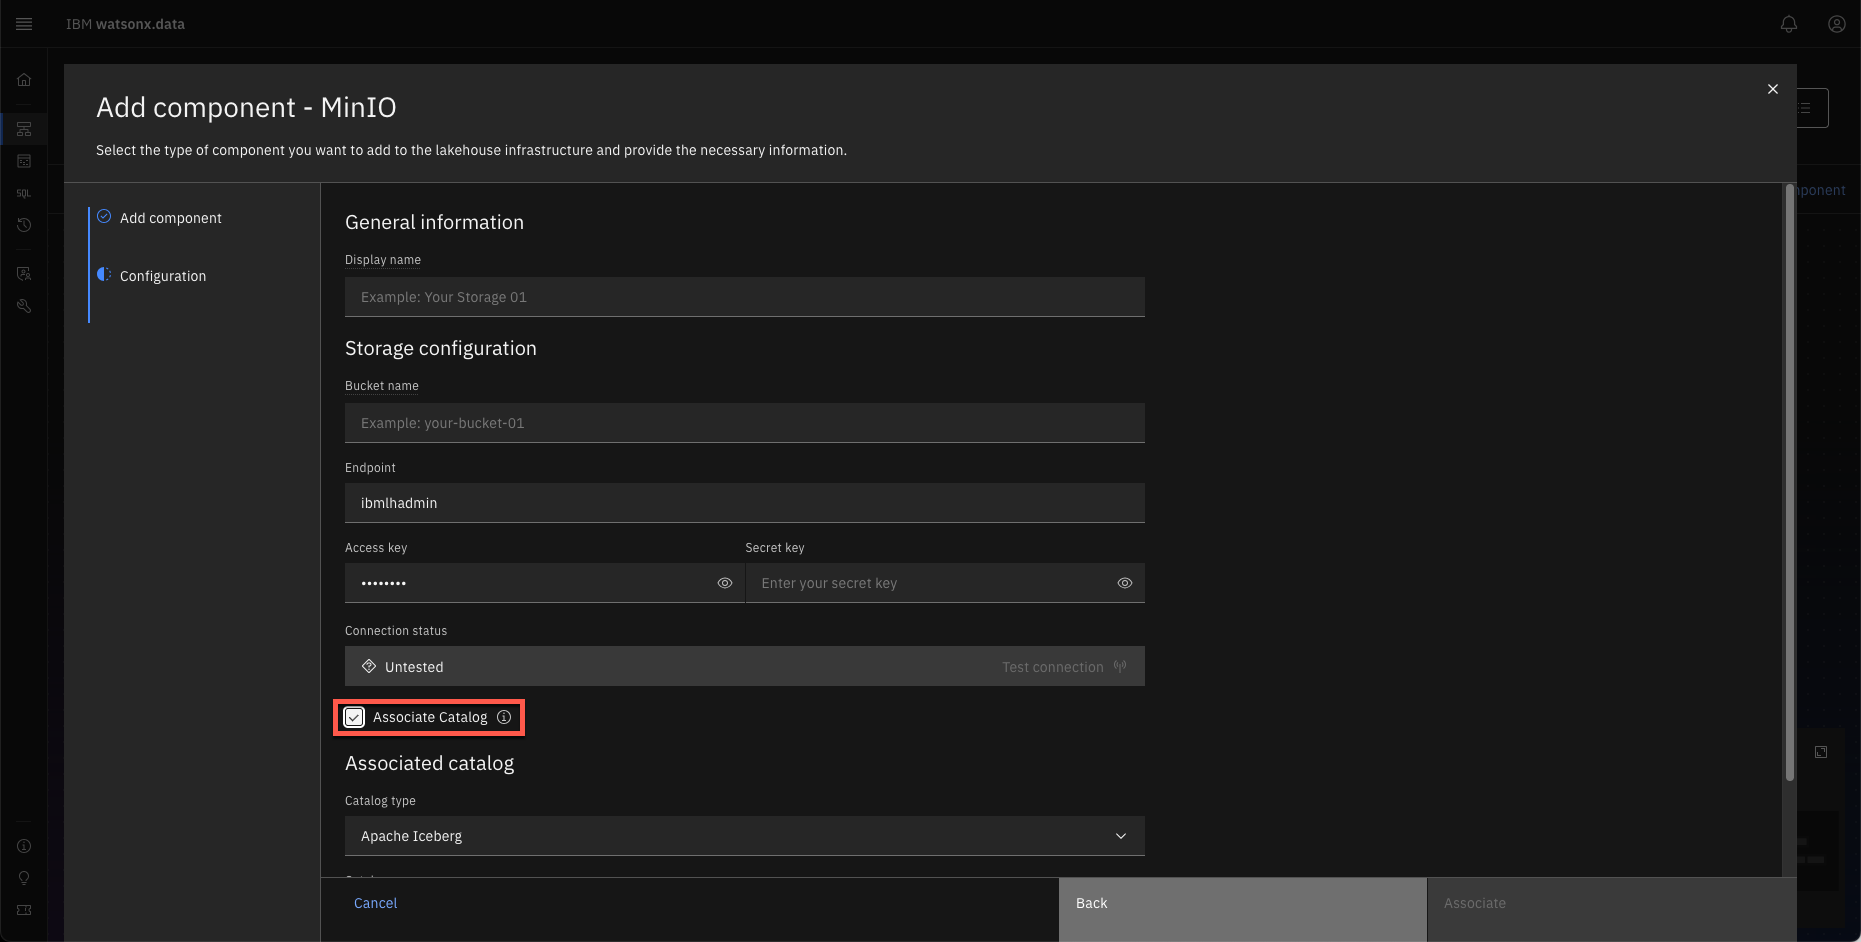 IBM watsonx.data
Add component - MinIO
Select the type of component you want to add to the lakehouse infrastructure and provide the necessary information.
Add component
Configuration
General information
Display name
Example: Your Storage 01
Storage configuration
Bucket name
Example: your-bucket-01
Endpoint
ibmlhadmin
Access key
Secret key
••••••••
Enter your secret key
Connection status
Untested
Test connection
Associate Catalog
Associated catalog
Catalog type
Apache Iceberg
Cancel
Back
Associate
SQL